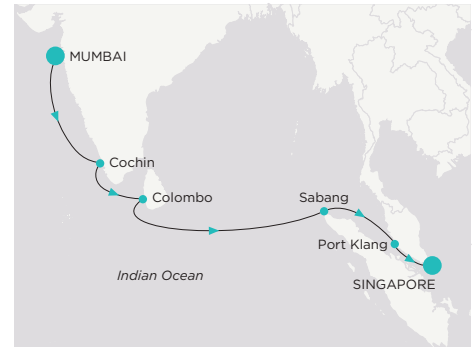 MUMBAI
Cochin
Colombo
Sabang
Port Klang
Indian Ocean
SINGAPORE